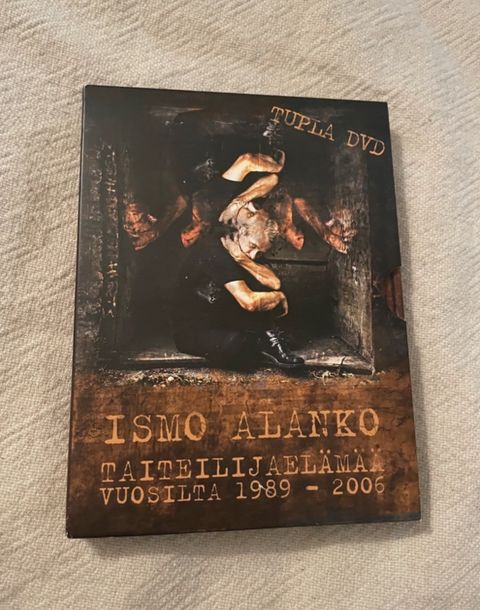 TUPLA DVD
ISMO ALANKO
TAITEILIJAELÄMÄÄ
VUOSILTA 1989 - 2006